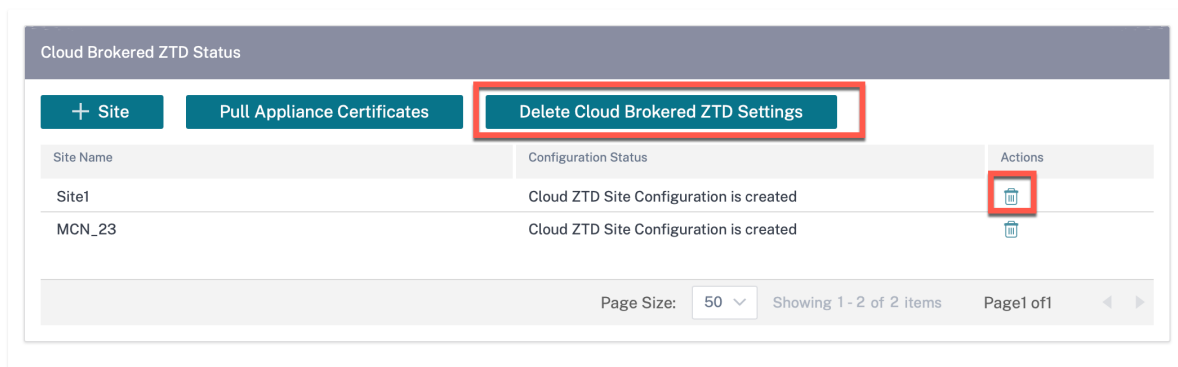 Cloud Brokered ZTD Status
+ Site Pull Appliance Certificates Delete Cloud Brokered ZTD Settings
Site Name Configuration Status Actions
Site1 Cloud ZTD Site Configuration is created
MCN_23 Cloud ZTD Site Configuration is created
Page Size: 50 Showing 1 - 2 of 2 items Page1 of1